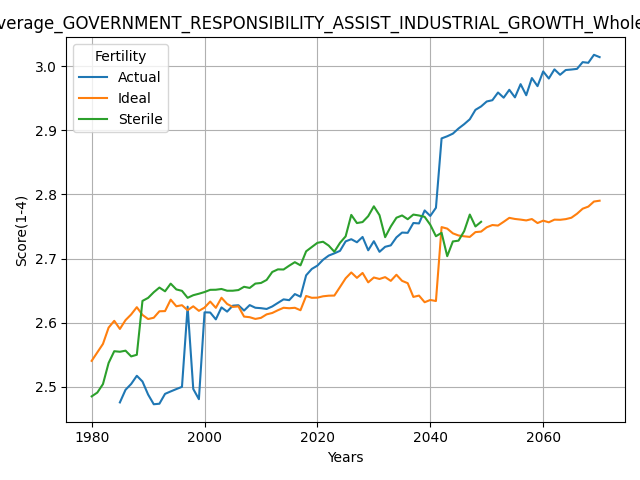 verage_GOVERNMENT_RESPONSIBILITY_ASSIST_INDUSTRIAL_GROWTH_Whole
Fertility
Actual
Ideal
Sterile
3.0
2.9
2.8
2.7
2.6
2.5
Score(1-4)
1980 2000 2020 2040 2060
Years